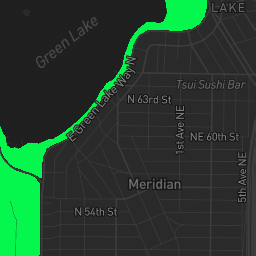 LAKE
Green Lake
E Green Lake Way N
Tsui Sushi Bar
N 63rd St
1st Ave NE
NE 60th St
Meridian
5th Ave NE
N 54th St